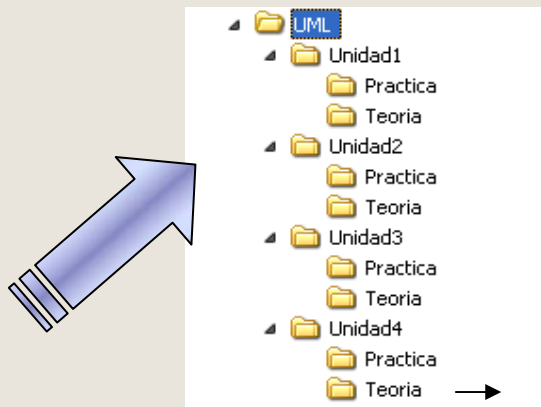 UML
Unidad1
Practica
Teoria
Unidad2
Practica
Teoria
Unidad3
Practica
Teoria
Unidad4
Practica
Teoria